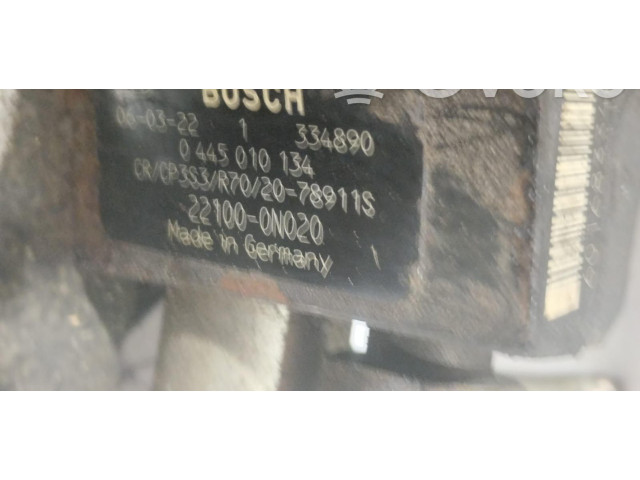 BOSCH
06-03-22 1 334890
0 445 010 134
CR/CP3S3/R70/20-78911S
22100-0N020
Made in Germany